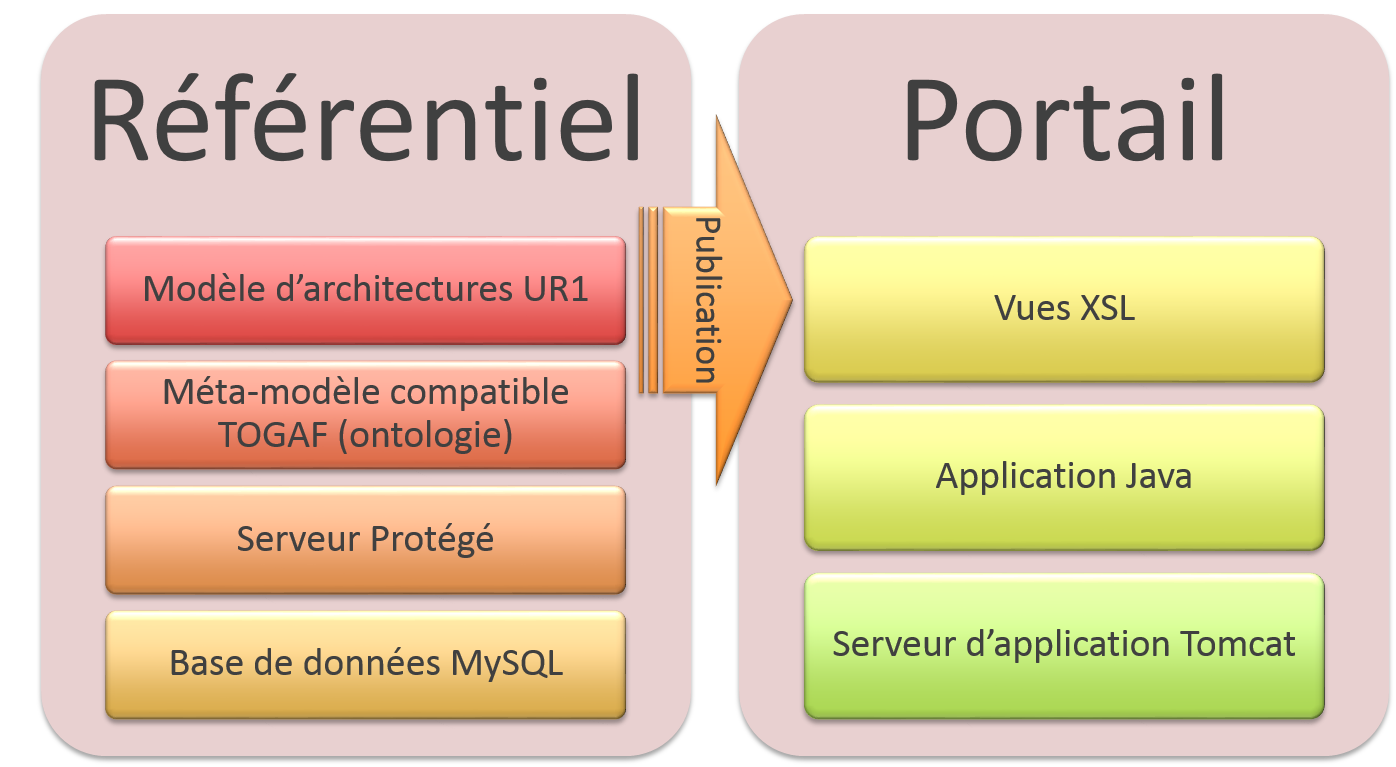 Référentiel
Modèle d’architectures UR1
Méta-modèle compatible
TOGAF (ontologie)
Serveur Protégé
Base de données MySQL
Publication
Portail
Vues XSL
Application Java
Serveur d’application Tomcat